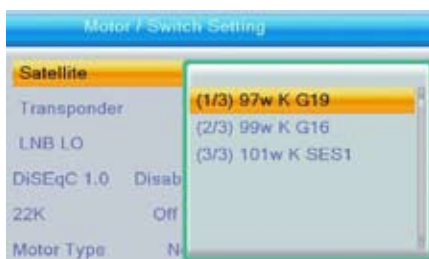 Motor / Switch Setting
Satellite
Transponder
LNB LO
DiSEqC 1.0 Disab
22K Off
Motor Type N
(1/3) 97w K G19
(2/3) 99w K G16
(3/3) 101w K SES1